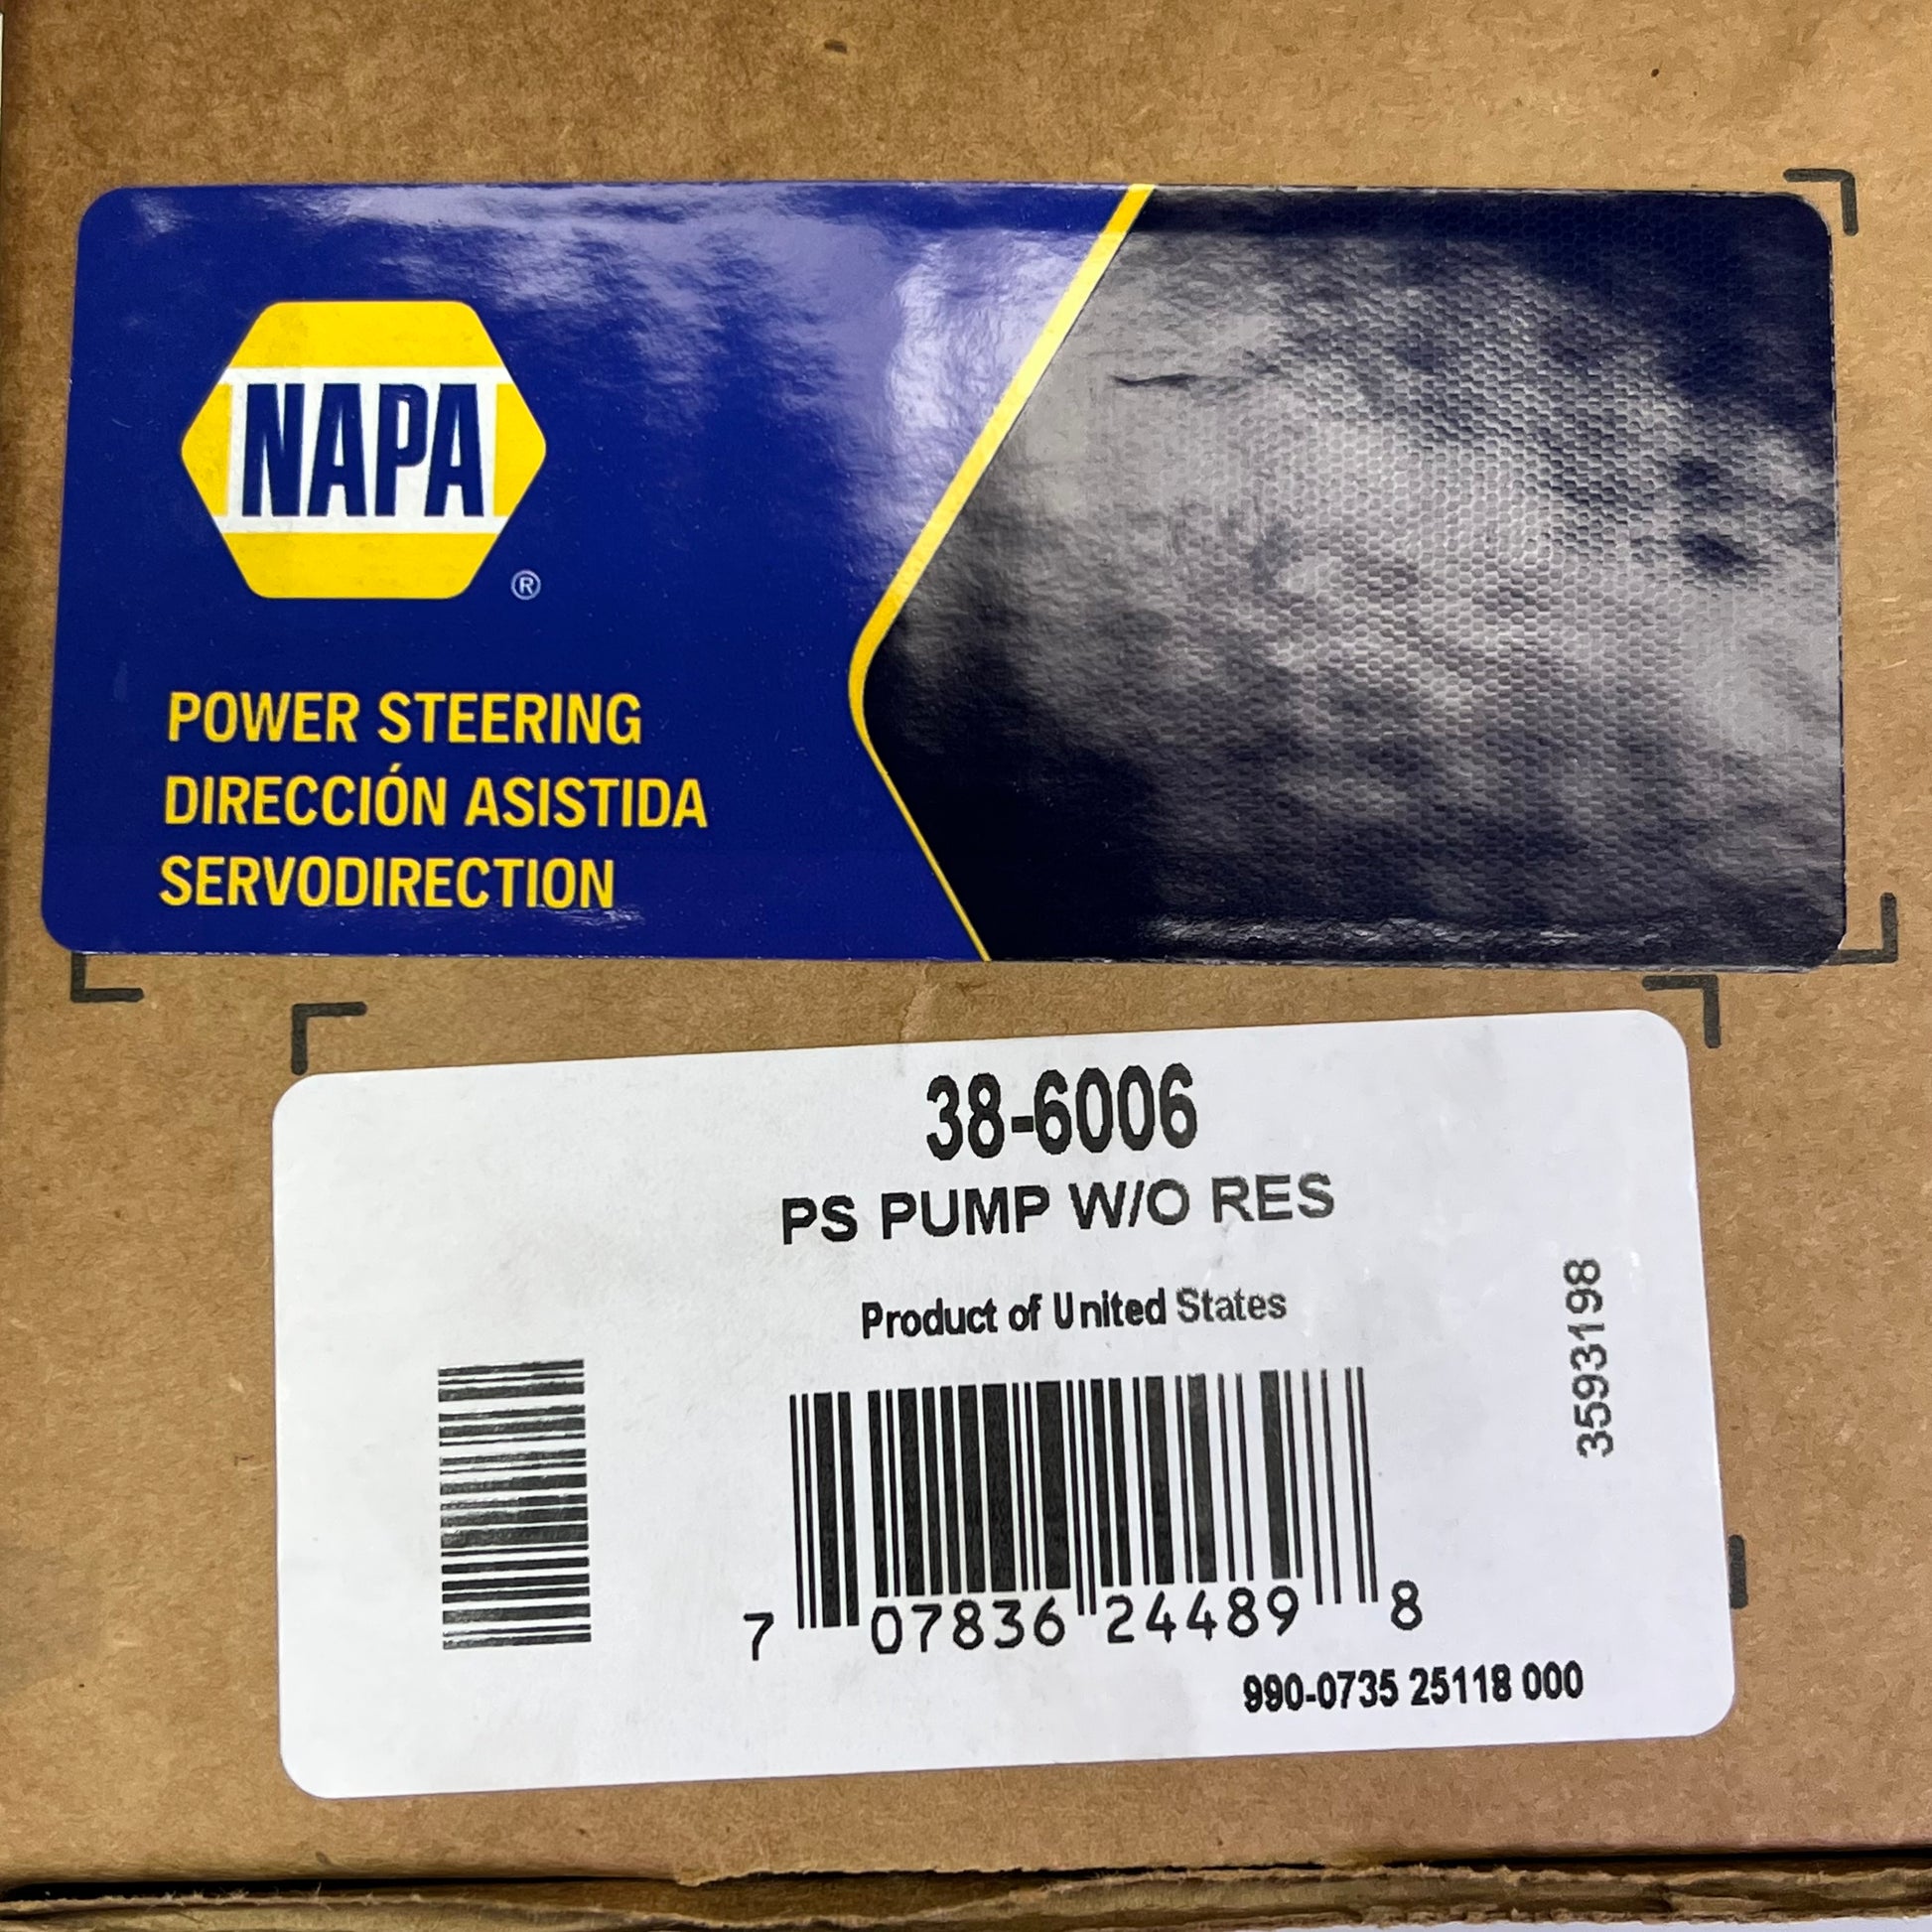 NAPA
®
POWER STEERING
DIRECCIÓN ASISTIDA
SERVODIRECTION
38-6006
PS PUMP W/O RES
Product of United States
3593198
7 07836 24489 8
990-0735 25118 000